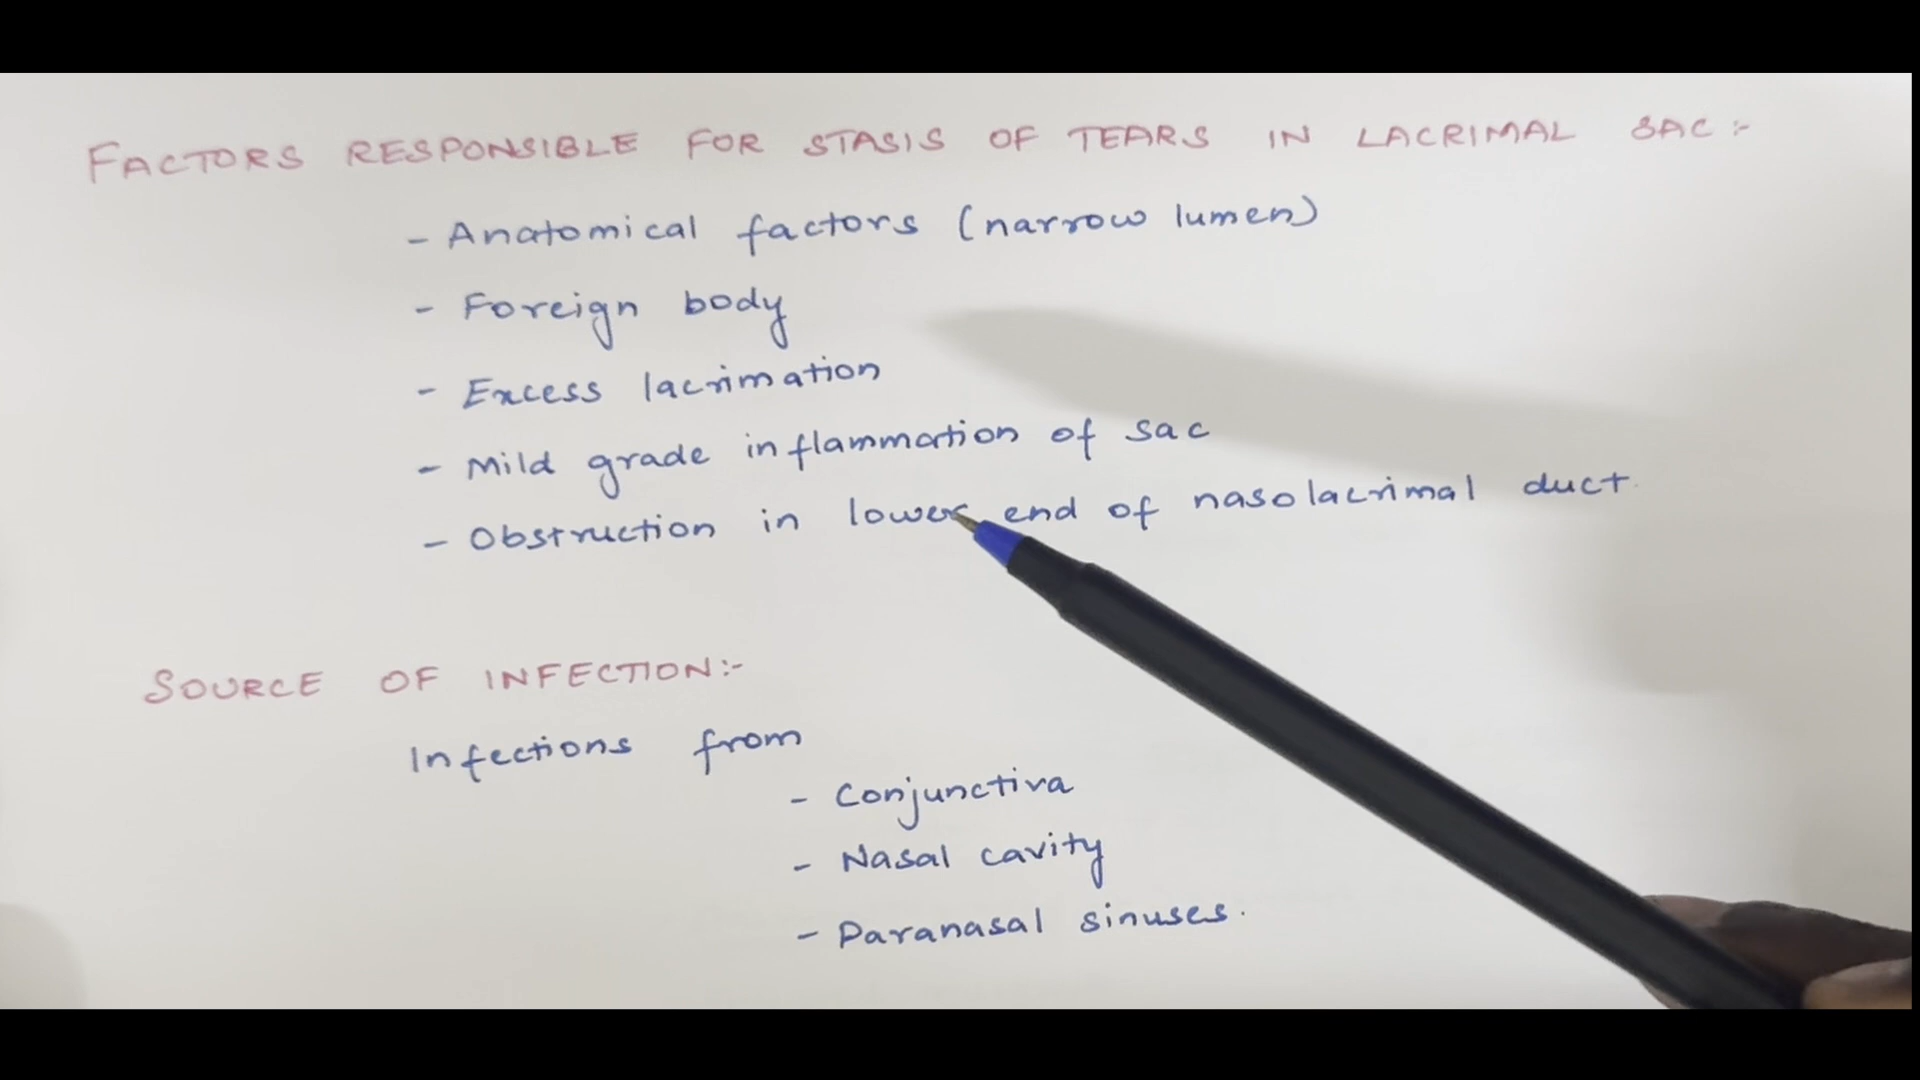 FACTORS RESPONSIBLE FOR STASIS OF TEARS IN LACRIMAL SAC :-
- Anatomical factors (narrow lumen)
- Foreign body
- Excess lacrimation
- Mild grade inflammation of sac
- Obstruction in lower end of nasolacrimal duct.
SOURCE OF INFECTION:-
Infections from
- Conjunctiva
- Nasal cavity
- Paranasal sinuses.